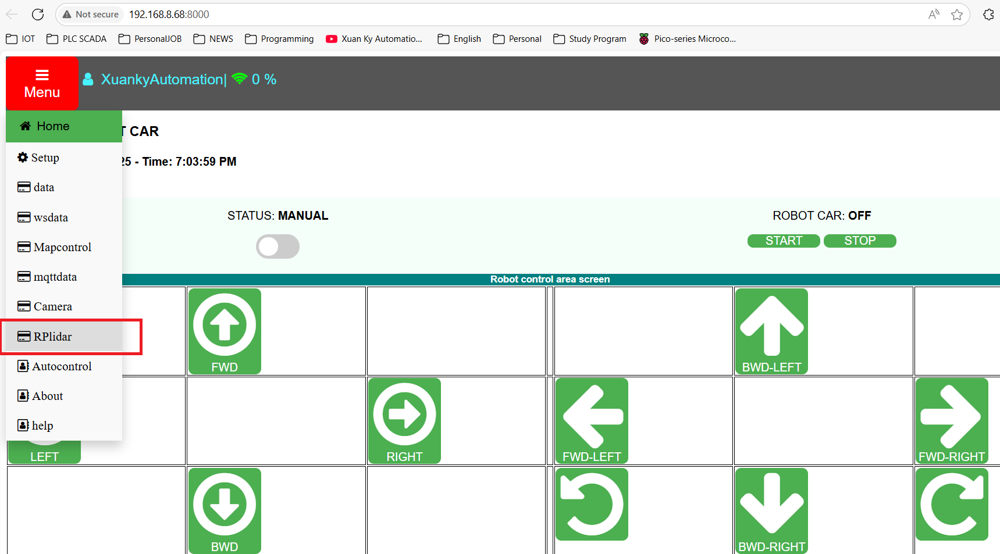 Not secure 192.168.8.68:8000
IOT PLC SCADA PersonalJOB NEWS Programming Xuan Ky Automatio... English Personal Study Program Pico-series Microco...
Menu
XuankyAutomation| 0 %
Home
T CAR
Setup
25 - Time: 7:03:59 PM
data
wsdata
STATUS: MANUAL
ROBOT CAR: OFF
START STOP
Mapcontrol
mqttdata
Robot control area screen
Camera
RPlidar
Autocontrol
About
help
FWD BWD-LEFT
LEFT RIGHT FWD-LEFT FWD-RIGHT
BWD BWD-RIGHT